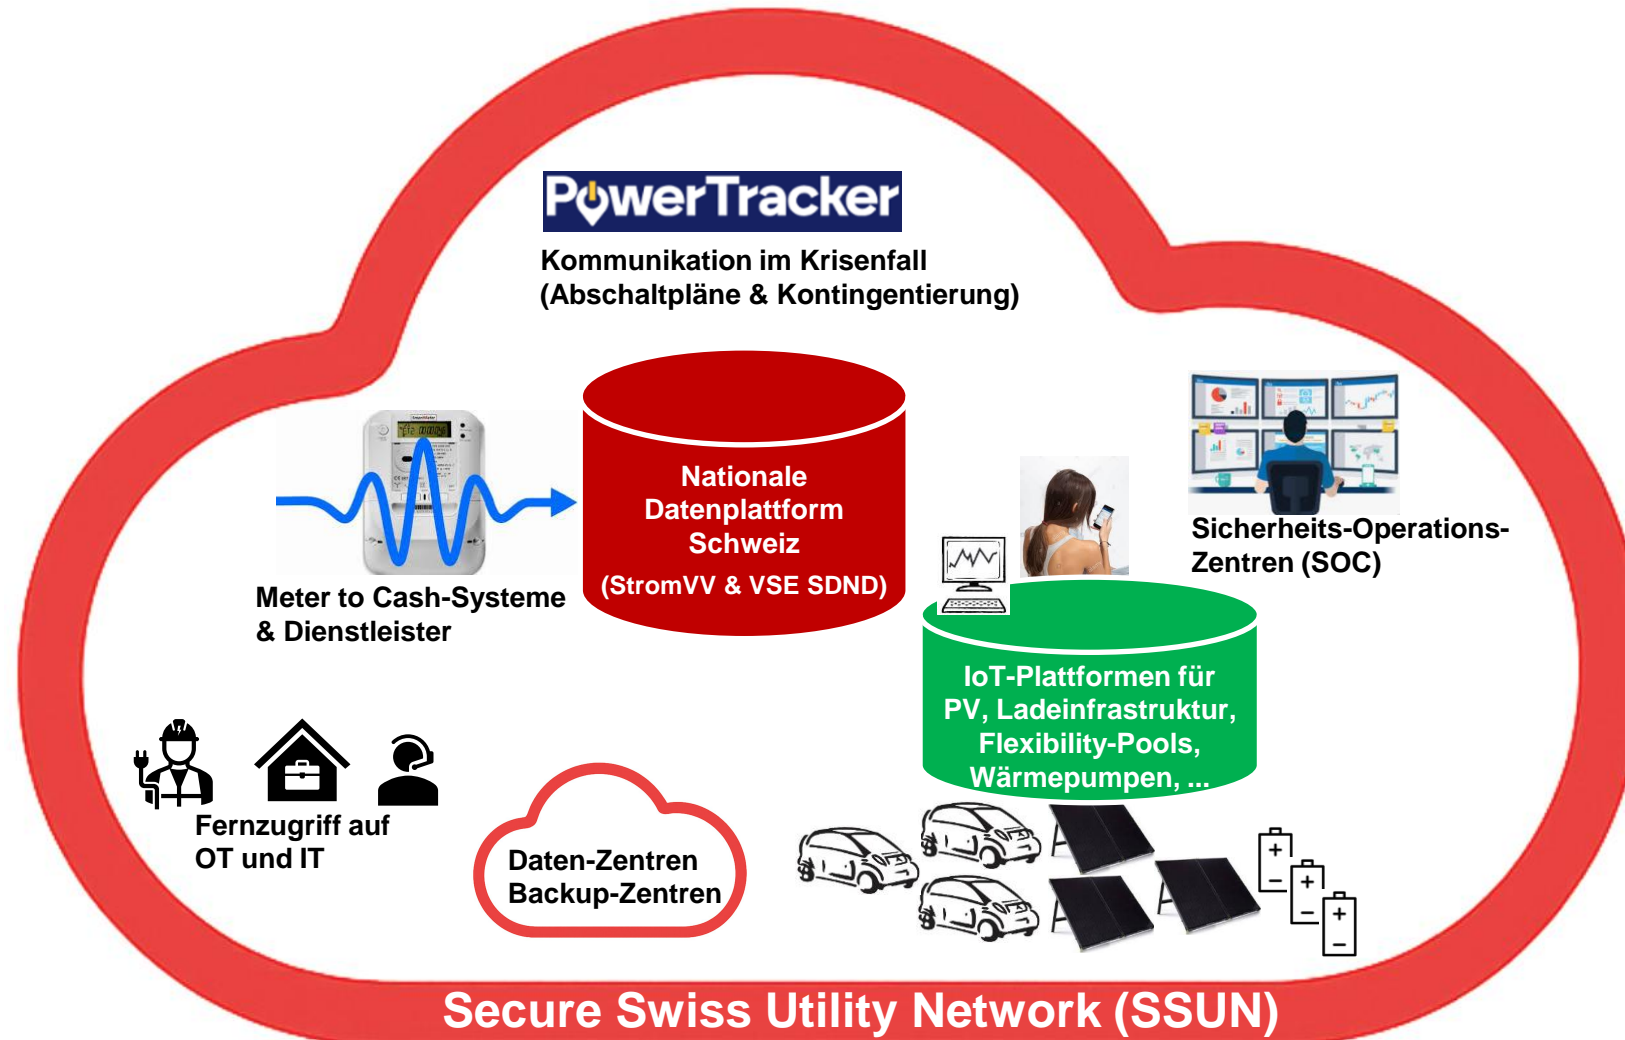 PowerTracker
Kommunikation im Krisenfall
(Abschaltpläne & Kontingentierung)
Nationale
Datenplattform
Schweiz
(StromVV & VSE SDND)
Meter to Cash-Systeme
& Dienstleister
Sicherheits-Operations-
Zentren (SOC)
IoT-Plattformen für
PV, Ladeinfrastruktur,
Flexibility-Pools,
Wärmepumpen, ...
Fernzugriff auf
OT und IT
Daten-Zentren
Backup-Zentren
Secure Swiss Utility Network (SSUN)